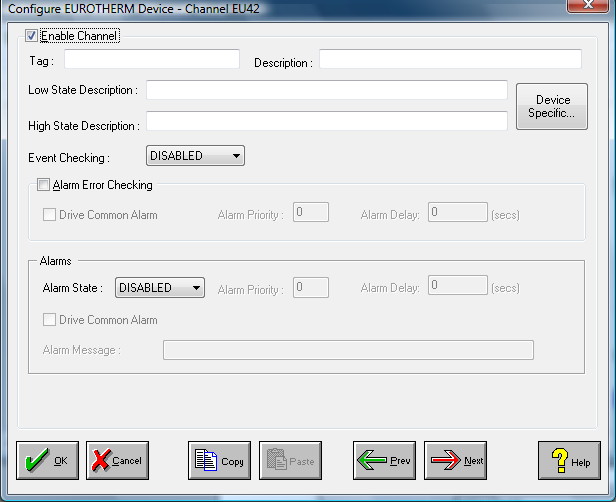 Configure EUROTHERM Device - Channel EU42
Enable Channel
Tag : Description :
Low State Description :
Device Specific...
High State Description :
Event Checking : DISABLED
Alarm Error Checking
Drive Common Alarm Alarm Priority : 0 Alarm Delay: 0 (secs)
Alarms
Alarm State : DISABLED Alarm Priority : 0 Alarm Delay: 0 (secs)
Drive Common Alarm
Alarm Message :
OK Cancel Copy Paste Prev Next Help